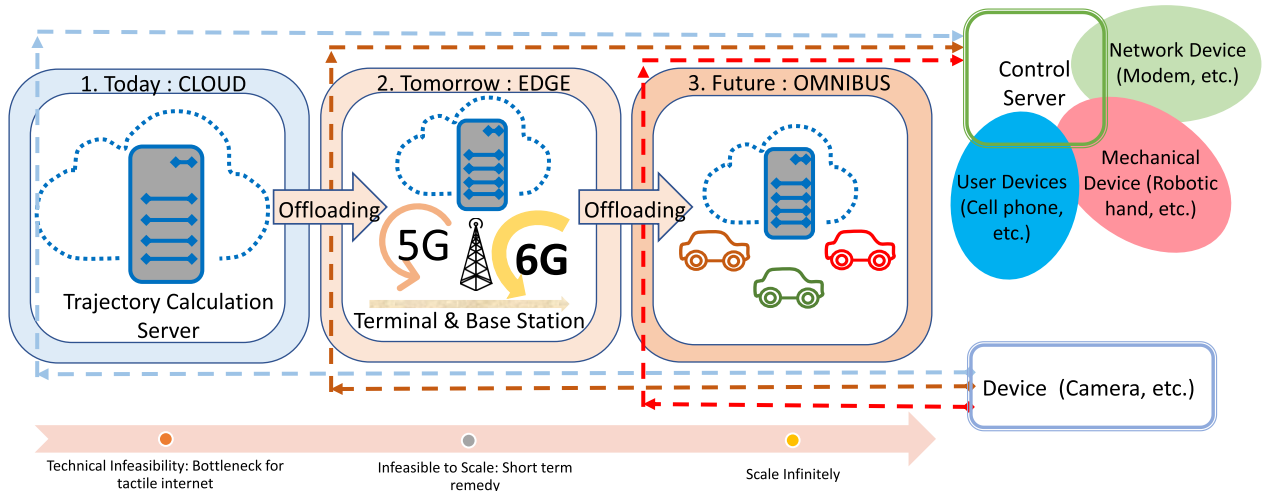 1. Today : CLOUD
Trajectory Calculation
Server
Offloading
2. Tomorrow : EDGE
5G
6G
Terminal & Base Station
Offloading
3. Future : OMNIBUS
Control
Server
Network Device
(Modem, etc.)
User Devices
(Cell phone,
etc.)
Mechanical
Device (Robotic
hand, etc.)
Device (Camera, etc.)
Technical Infeasibility: Bottleneck for
tactile internet
Infeasible to Scale: Short term
remedy
Scale Infinitely